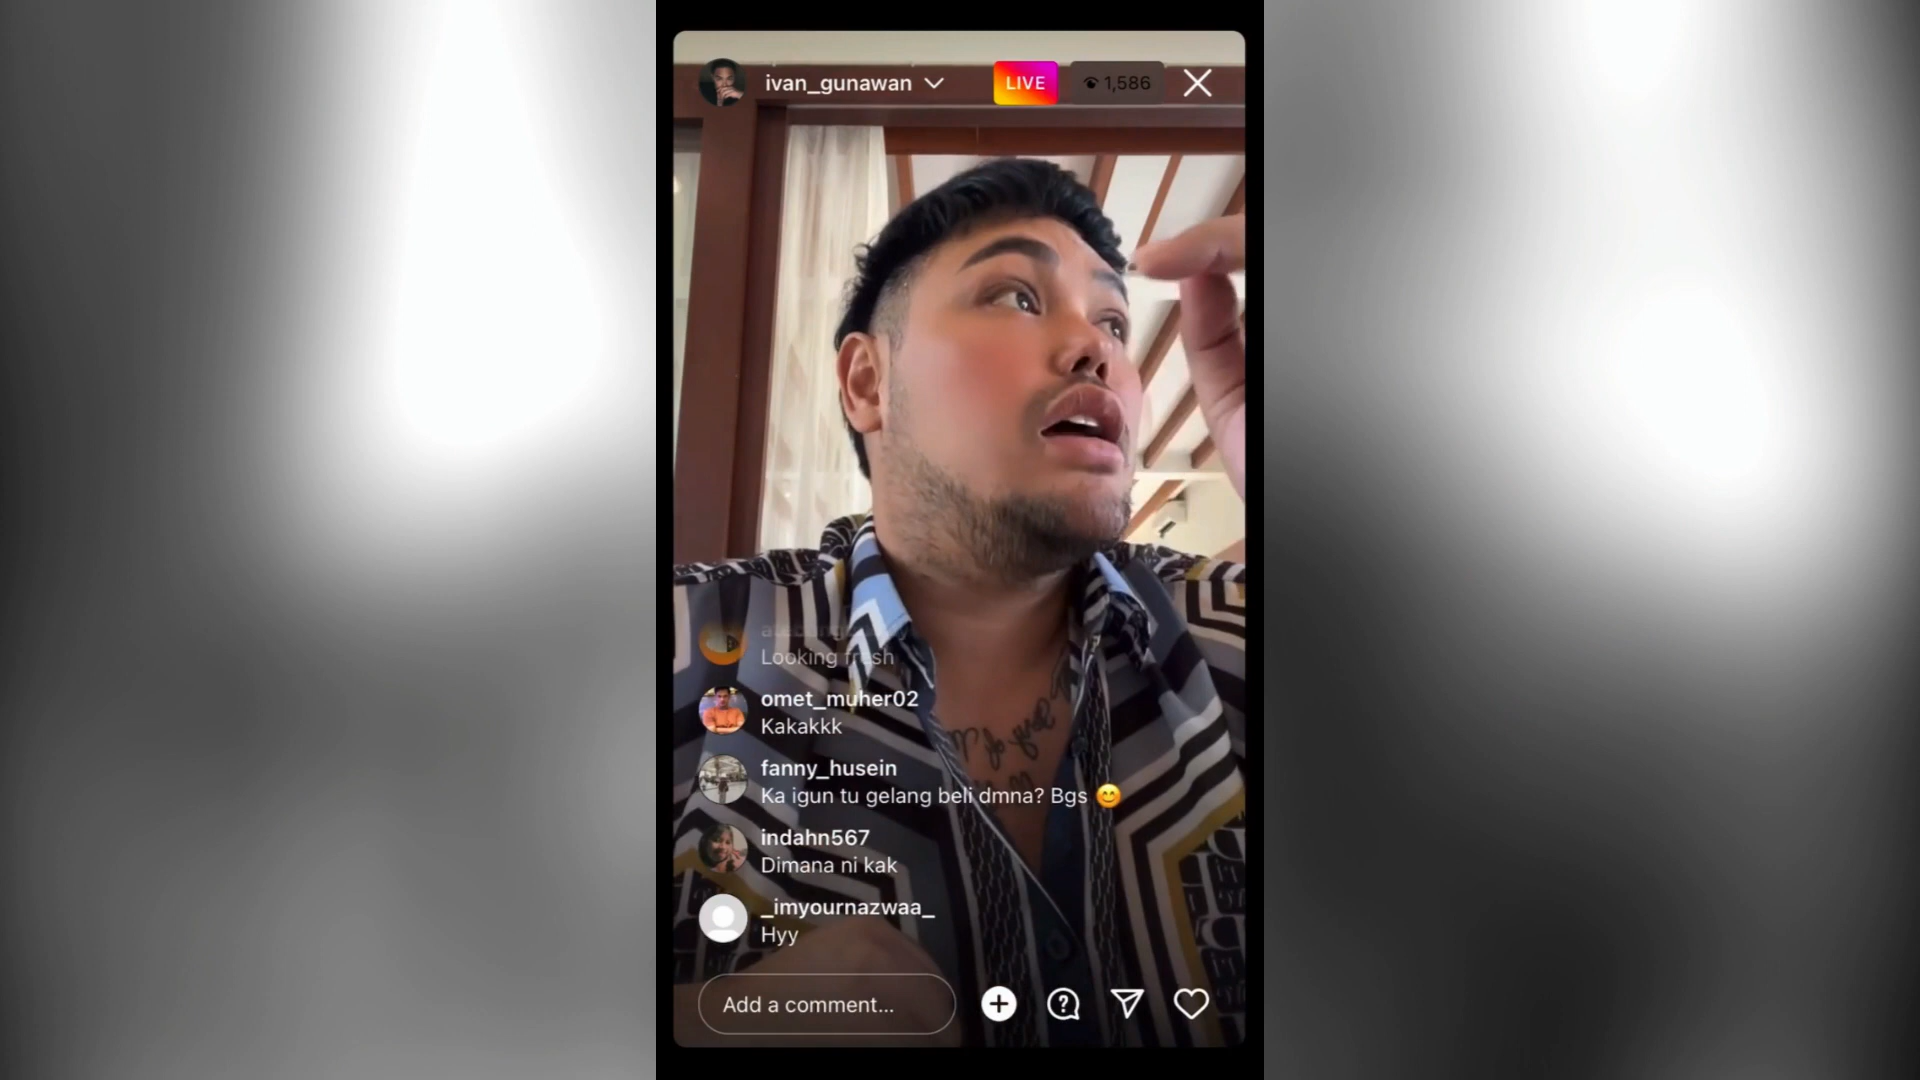 ivan_gunawan
LIVE
1,586
Looking fresh
omet_muher02
Kakakkk
fanny_husein
Ka igun tu gelang beli dmna? Bgs 😊
indahn567
Dimana ni kak
_imyournazwaa_
Hyy
Add a comment...